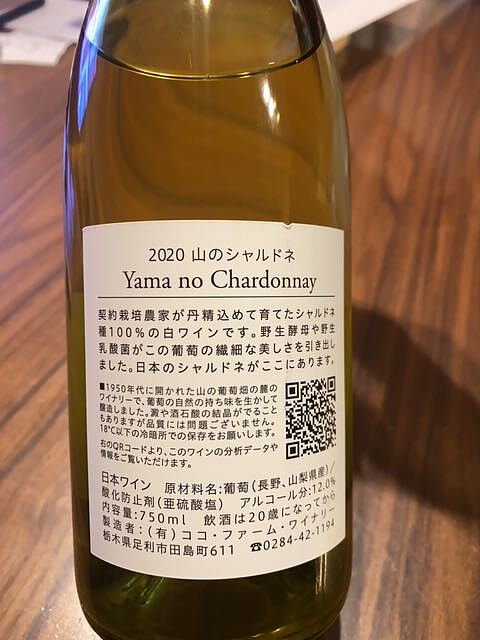 2020 山のシャルドネ
Yama no Chardonnay
契約栽培農家が丹精込めて育てたシャルドネ
種100%の白ワインです。野生酵母や野生
乳酸菌がこの葡萄の繊細な美しさを引き出し
ました。日本のシャルドネがここにあります。
■1950年代に開かれた山の葡萄畑の麓の
ワイナリーで、葡萄の自然の持ち味を生かして
醸造しました。澱や酒石酸の結晶がでること
もありますが品質には問題ございません。
18℃以下の冷暗所での保存をお願いします。
右のQRコードより、このワインの分析データや
情報をご覧いただけます。
日本ワイン 原材料名:葡萄(長野、山梨県産)/
酸化防止剤(亜硫酸塩) アルコール分:12.0%
内容量:750ml 飲酒は20歳になってから
製造者:(有)ココ・ファーム・ワイナリー
栃木県足利市田島町611 ☎0284-42-1194